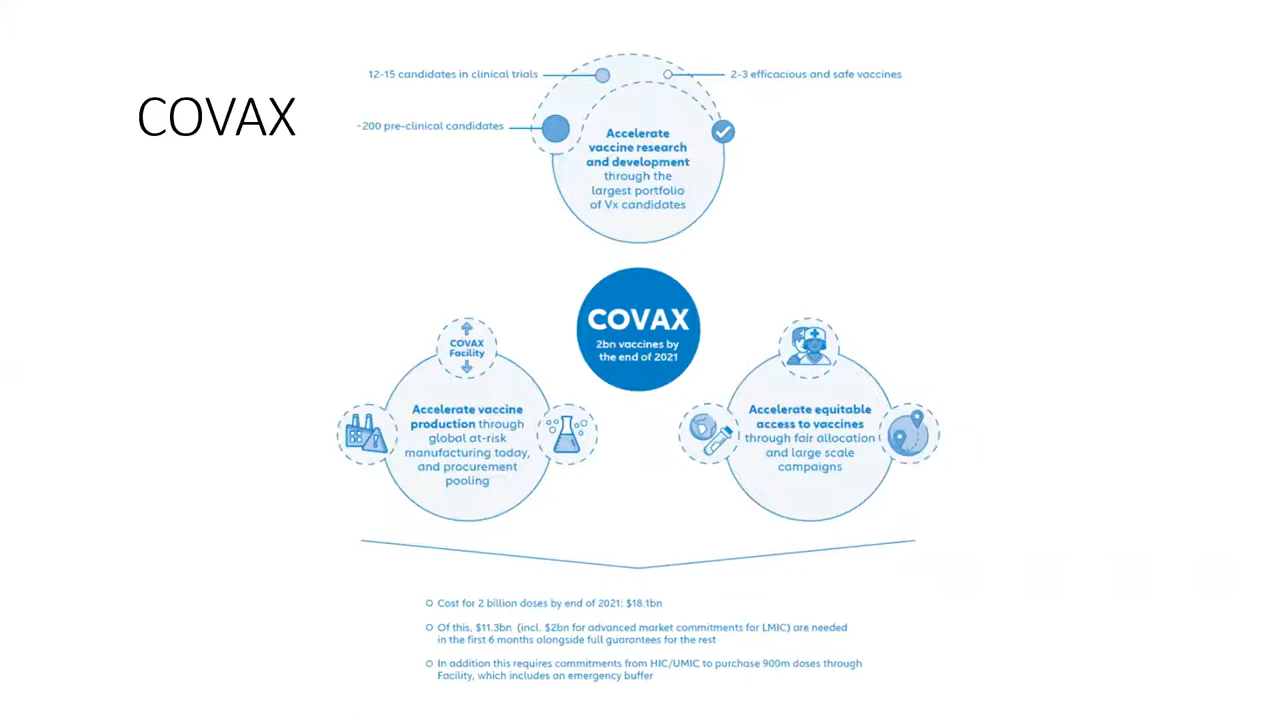 COVAX
12-15 candidates in clinical trials
2-3 efficacious and safe vaccines
~200 pre-clinical candidates
Accelerate
vaccine research
and development
through the
largest portfolio
of Vx candidates
COVAX
2bn vaccines by
the end of 2021
COVAX
Facility
Accelerate vaccine
production through
global at-risk
manufacturing today,
and procurement
pooling
Accelerate equitable
access to vaccines
through fair allocation
and large scale
campaigns
Cost for 2 billion doses by end of 2021: $18.1bn
Of this, $11.3bn (incl. $2bn for advanced market commitments for LMIC) are needed
in the first 6 months alongside full guarantees for the rest
In addition this requires commitments from HIC/UMIC to purchase 900m doses through
Facility, which includes an emergency buffer